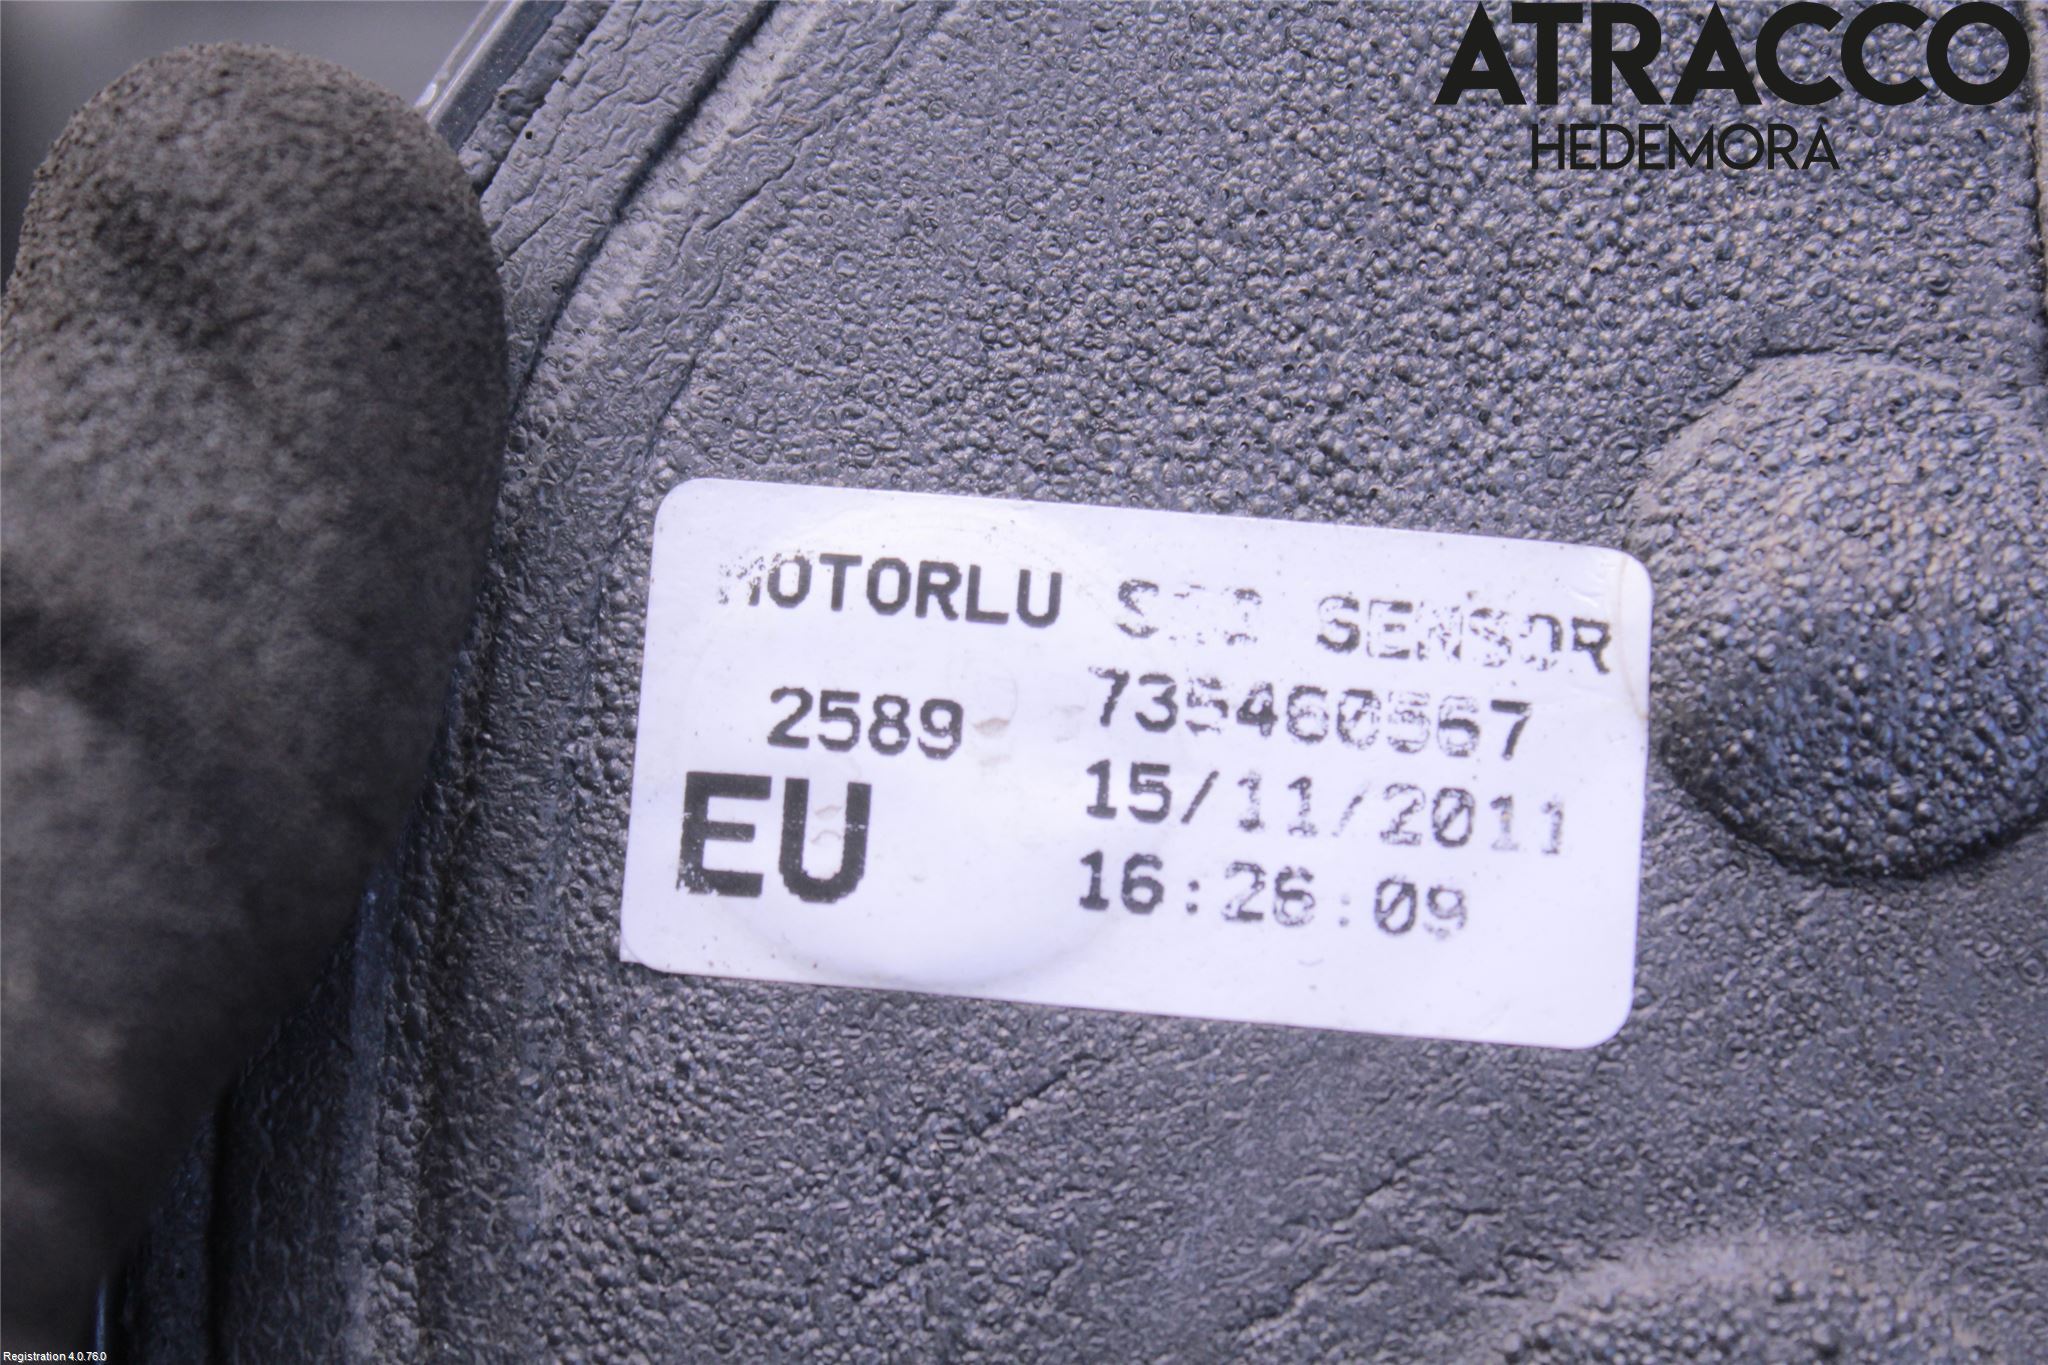 ATRACCO
HEDEMORA
MOTORLU SENSOR
2589 735460567
EU 15/11/2011
16:26:09
Registration 4.0.76.0